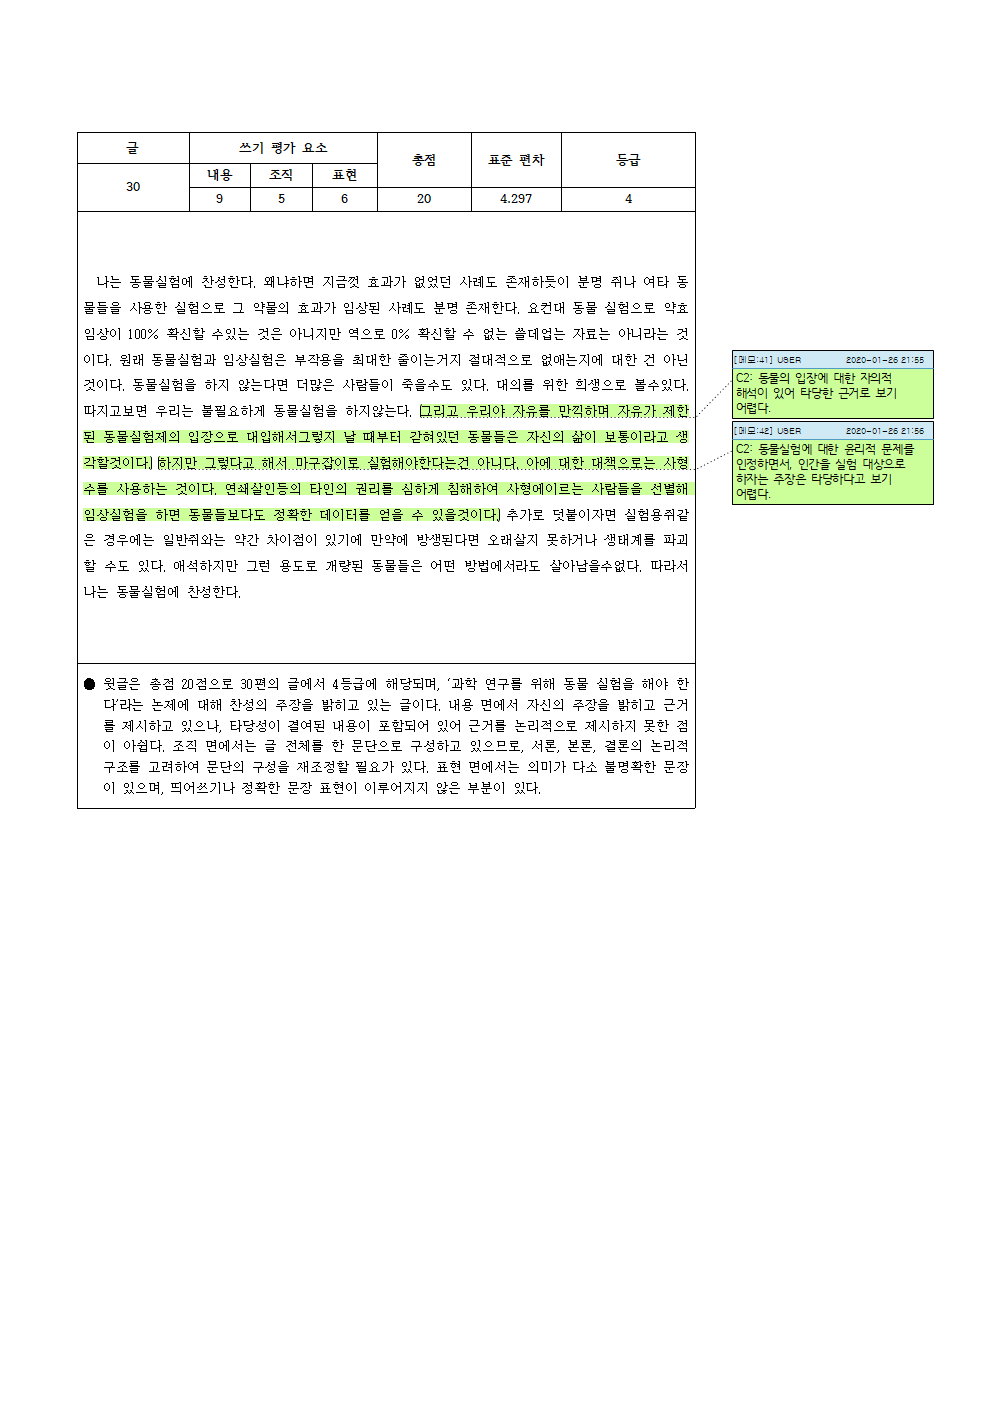 글 쓰기 평가 요소 총점 표준 편차 등급
30 내용 조직 표현
9 5 6 20 4.297 4
나는 동물실험에 찬성한다. 왜냐하면 지금껏 효과가 없었던 사례도 존재하듯이 분명 쥐나 여타 동
물들을 사용한 실험으로 그 약물의 효과가 입상된 사례도 분명 존재한다. 요컨대 동물 실험으로 약효
임상이 100% 확신할 수있는 것은 아니지만 역으로 0% 확신할 수 없는 쓸데업는 자료는 아니라는 것
이다. 원래 동물실험과 임상실험은 부작용을 최대한 줄이는거지 절대적으로 없애는지에 대한 건 아닌
것이다. 동물실험을 하지 않는다면 더많은 사람들이 죽을수도 있다. 대의를 위한 희생으로 볼수있다.
따지고보면 우리는 불필요하게 동물실험을 하지않는다. 그리고 우리야 자유를 만끽하며 자유가 제한
된 동물실험제의 입장으로 대입해서그렇지 날 때부터 갇혀있던 동물들은 자신의 삶이 보통이라고 생
각할것이다. 하지만 그렇다고 해서 마구잡이로 실험해야한다는건 아니다. 아에 대한 대책으로는 사형
수를 사용하는 것이다. 연쇄살인등의 타인의 권리를 심하게 침해하여 사형에이르는 사람들을 선별해
임상실험을 하면 동물들보다도 정확한 데이터를 얻을 수 있을것이다. 추가로 덧붙이자면 실험용쥐같
은 경우에는 일반쥐와는 약간 차이점이 있기에 만약에 방생된다면 오래살지 못하거나 생태계를 파괴
할 수도 있다. 애석하지만 그런 용도로 개량된 동물들은 어떤 방법에서라도 살아남을수없다. 따라서
나는 동물실험에 찬성한다.
● 윗글은 총점 20점으로 30편의 글에서 4등급에 해당되며, '과학 연구를 위해 동물 실험을 해야 한
다'라는 논제에 대해 찬성의 주장을 밝히고 있는 글이다. 내용 면에서 자신의 주장을 밝히고 근거
를 제시하고 있으나, 타당성이 결여된 내용이 포함되어 있어 근거를 논리적으로 제시하지 못한 점
이 아쉽다. 조직 면에서는 글 전체를 한 문단으로 구성하고 있으므로, 서론, 본론, 결론의 논리적
구조를 고려하여 문단의 구성을 재조정할 필요가 있다. 표현 면에서는 의미가 다소 불명확한 문장
이 있으며, 띄어쓰기나 정확한 문장 표현이 이루어지지 않은 부분이 있다.
[메모:41] USER 2020-01-26 21:55
C2: 동물의 입장에 대한 자의적
해석이 있어 타당한 근거로 보기
어렵다.
[메모:42] USER 2020-01-26 21:56
C2: 동물실험에 대한 윤리적 문제를
인정하면서, 인간을 실험 대상으로
하자는 주장은 타당하다고 보기
어렵다.